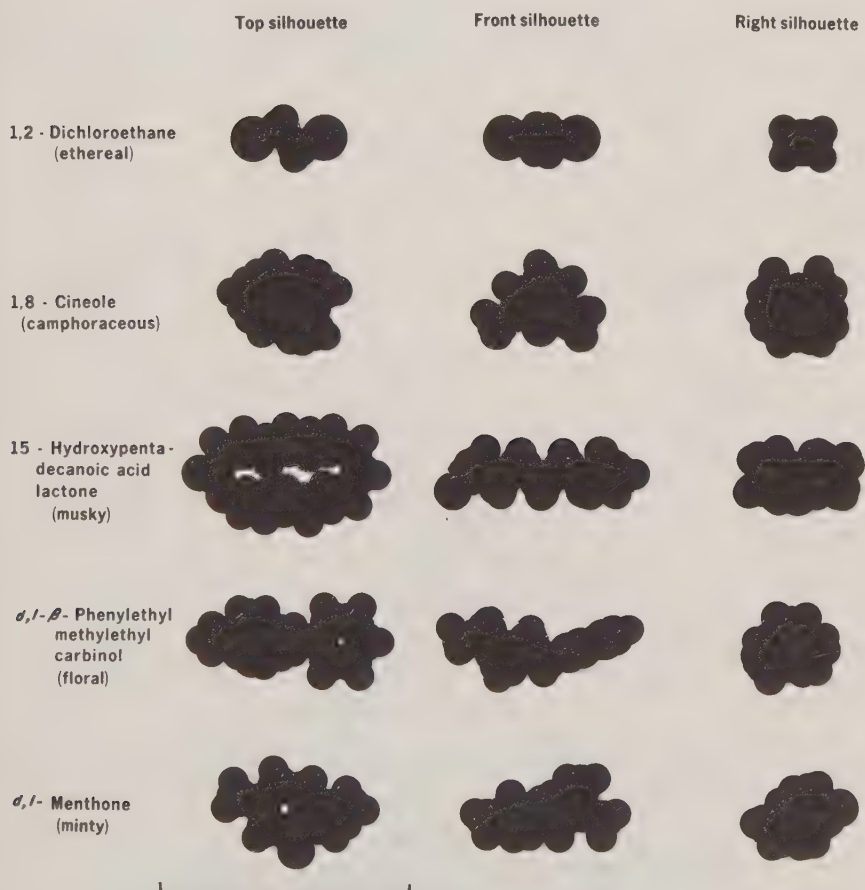 Top silhouette Front silhouette Right silhouette
1,2 - Dichloroethane
(ethereal)
1,8 - Cineole
(camphoraceous)
15 - Hydroxypenta-
decanoic acid
lactone
(musky)
d,l-β- Phenylethyl
methylethyl
carbinol
(floral)
d,l- Menthone
(minty)